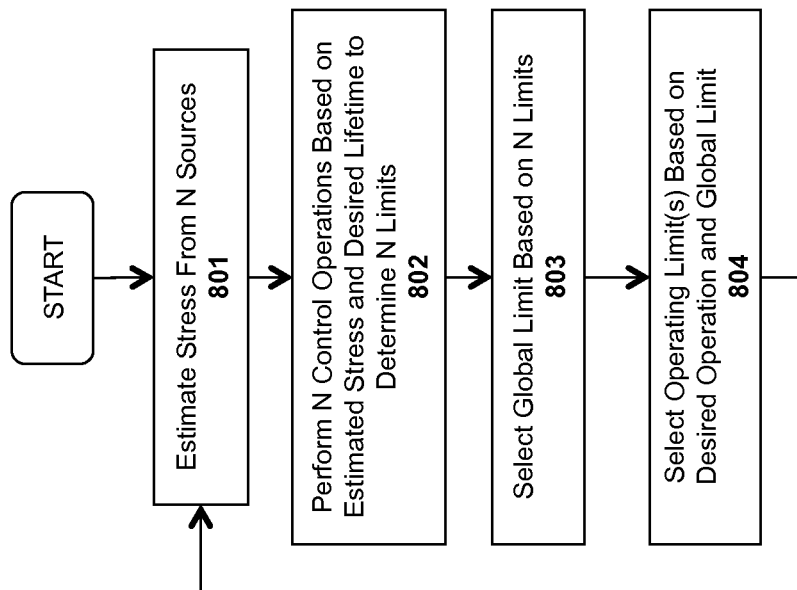 START
Estimate Stress From N Sources
801
Perform N Control Operations Based on
Estimated Stress and Desired Lifetime to
Determine N Limits
802
Select Global Limit Based on N Limits
803
Select Operating Limit(s) Based on
Desired Operation and Global Limit
804